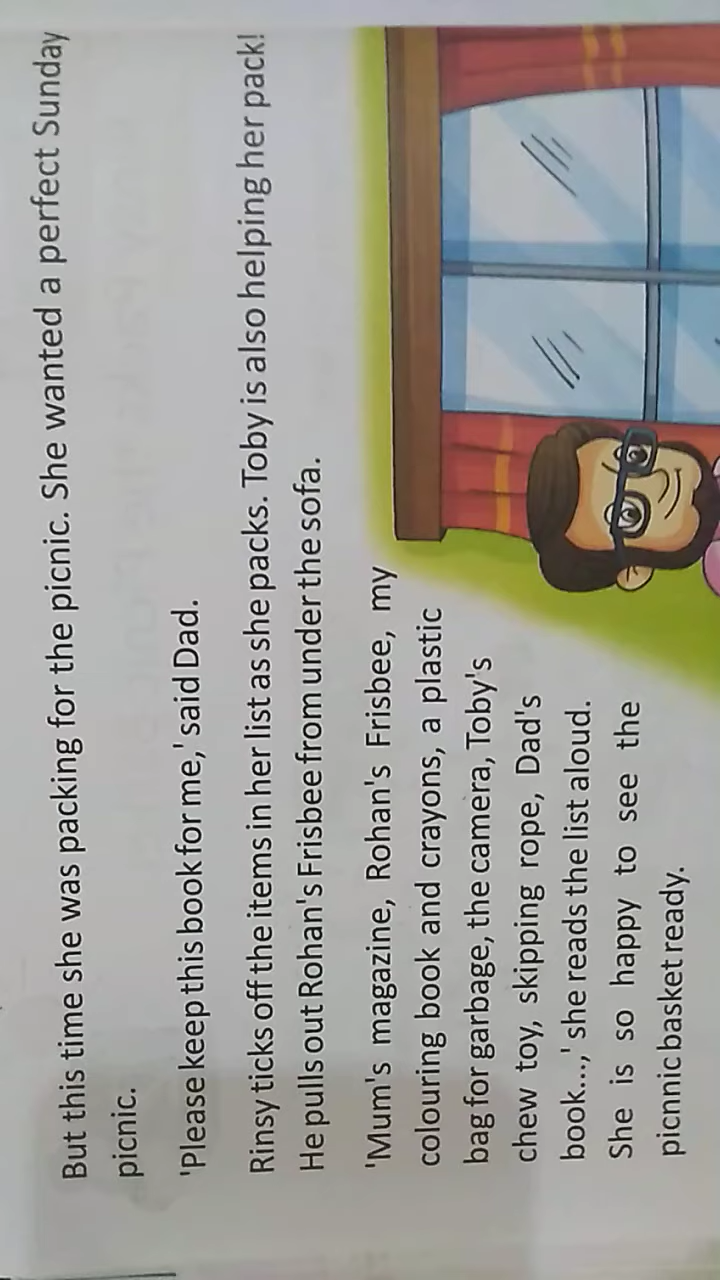 But this time she was packing for the picnic. She wanted a perfect Sunday
picnic.
'Please keep this book for me,' said Dad.
Rinsy ticks off the items in her list as she packs. Toby is also helping her pack!
He pulls out Rohan's Frisbee from under the sofa.
'Mum's magazine, Rohan's Frisbee, my
colouring book and crayons, a plastic
bag for garbage, the camera, Toby's
chew toy, skipping rope, Dad's
book...,' she reads the list aloud.
She is so happy to see the
picnnic basket ready.